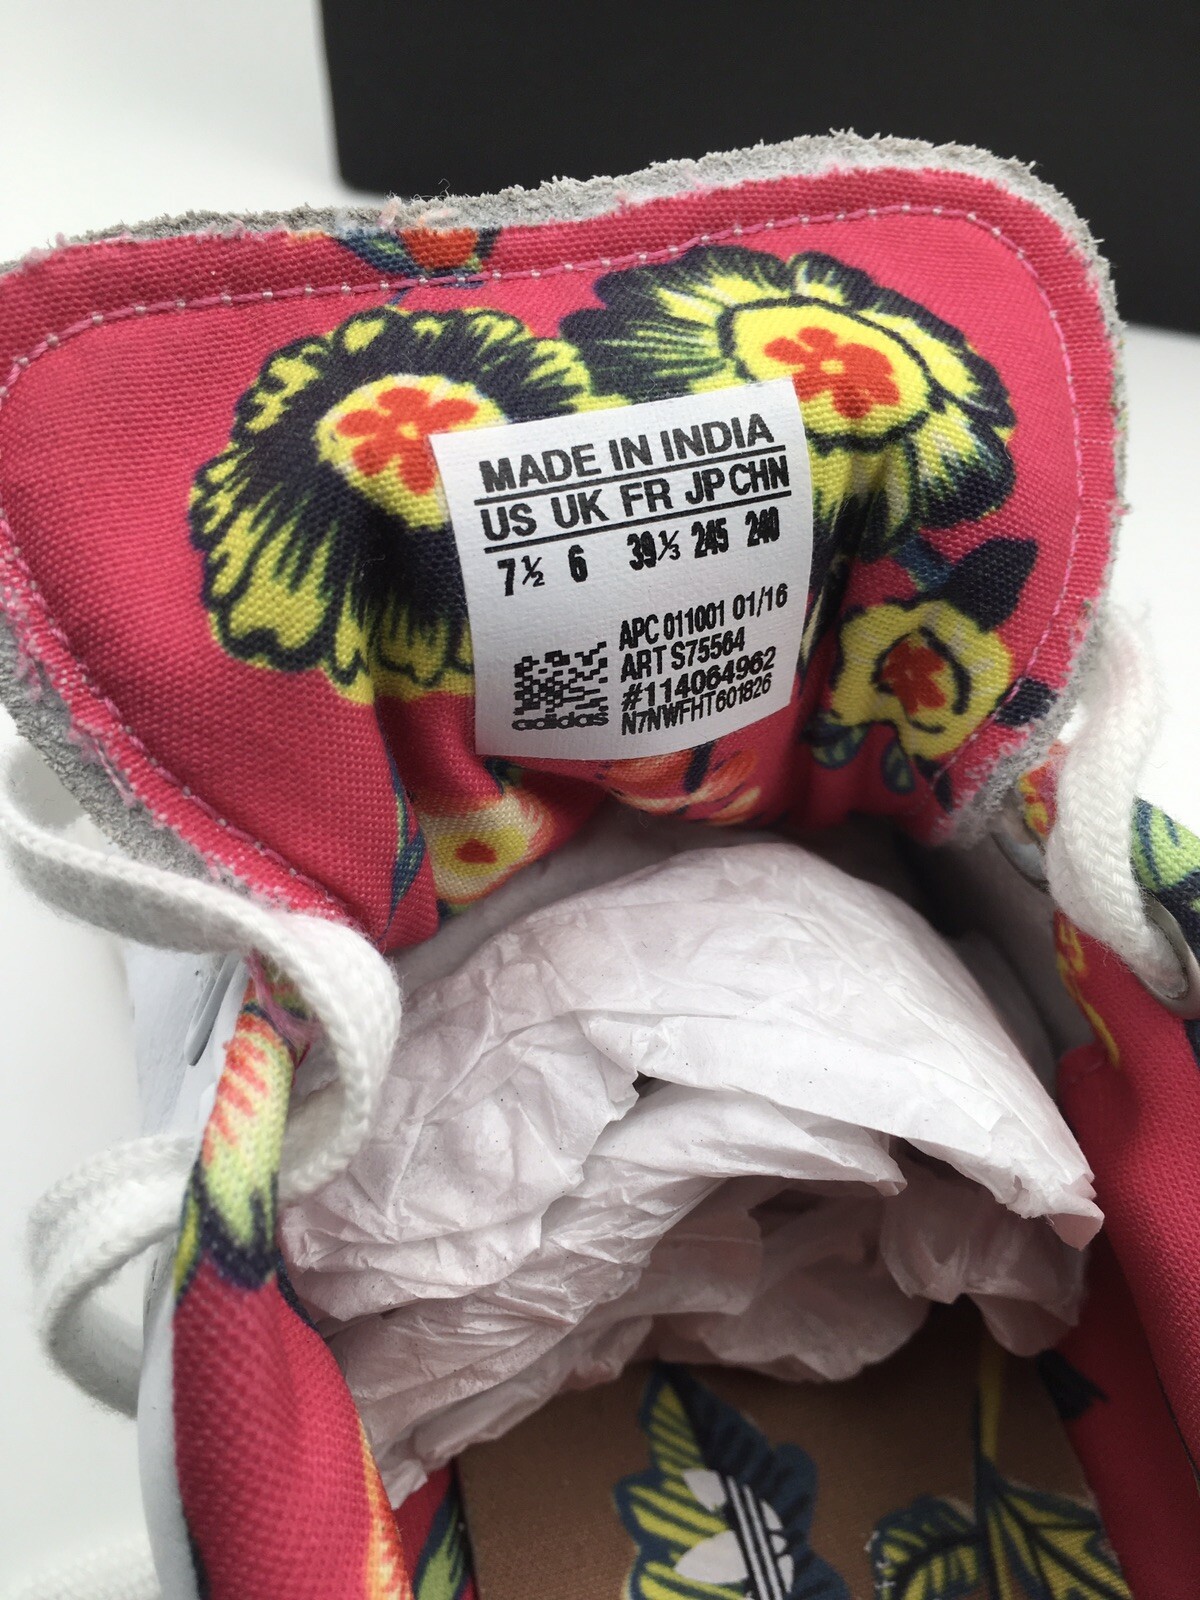 MADE IN INDIA
US UK FR JP CHN
7½ 6 39⅓ 245 240
APC 011001 01/16
ART S75564
#114064962
N7NWFHT601826
adidas